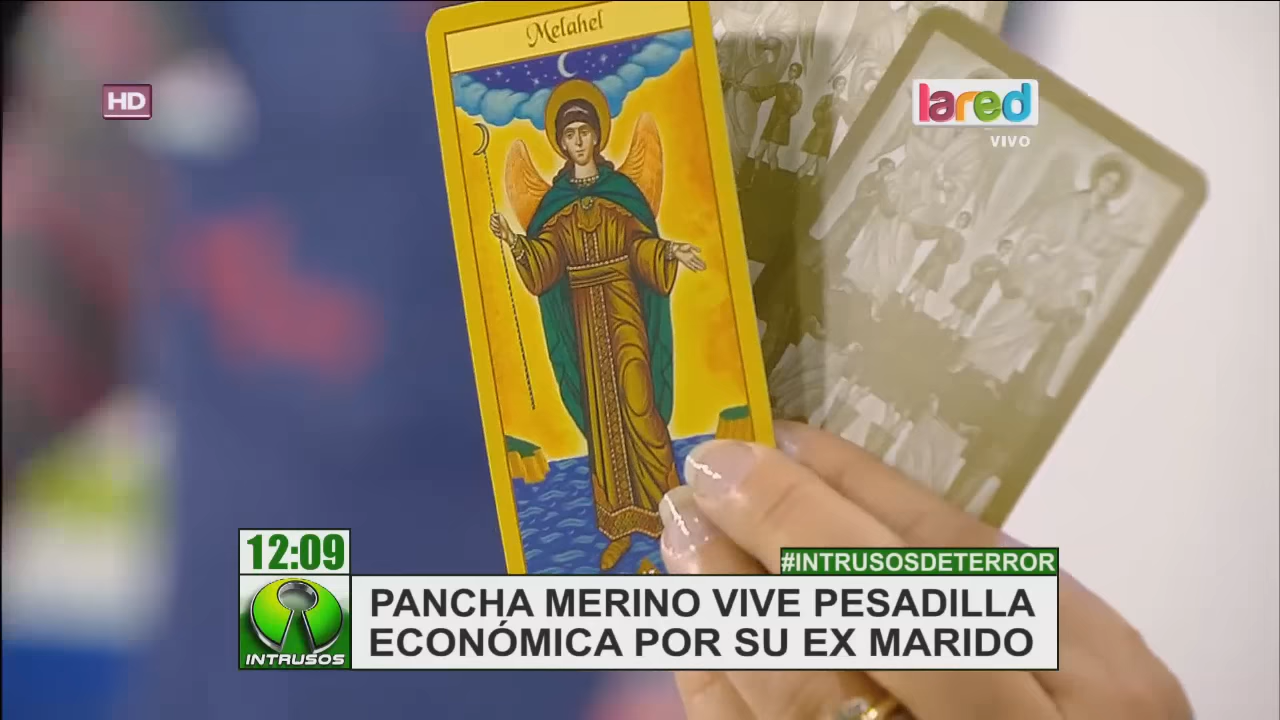 Melahel
HD
lared
VIVO
12:09
#INTRUSOSDETERROR
PANCHA MERINO VIVE PESADILLA
ECONÓMICA POR SU EX MARIDO
INTRUSOS